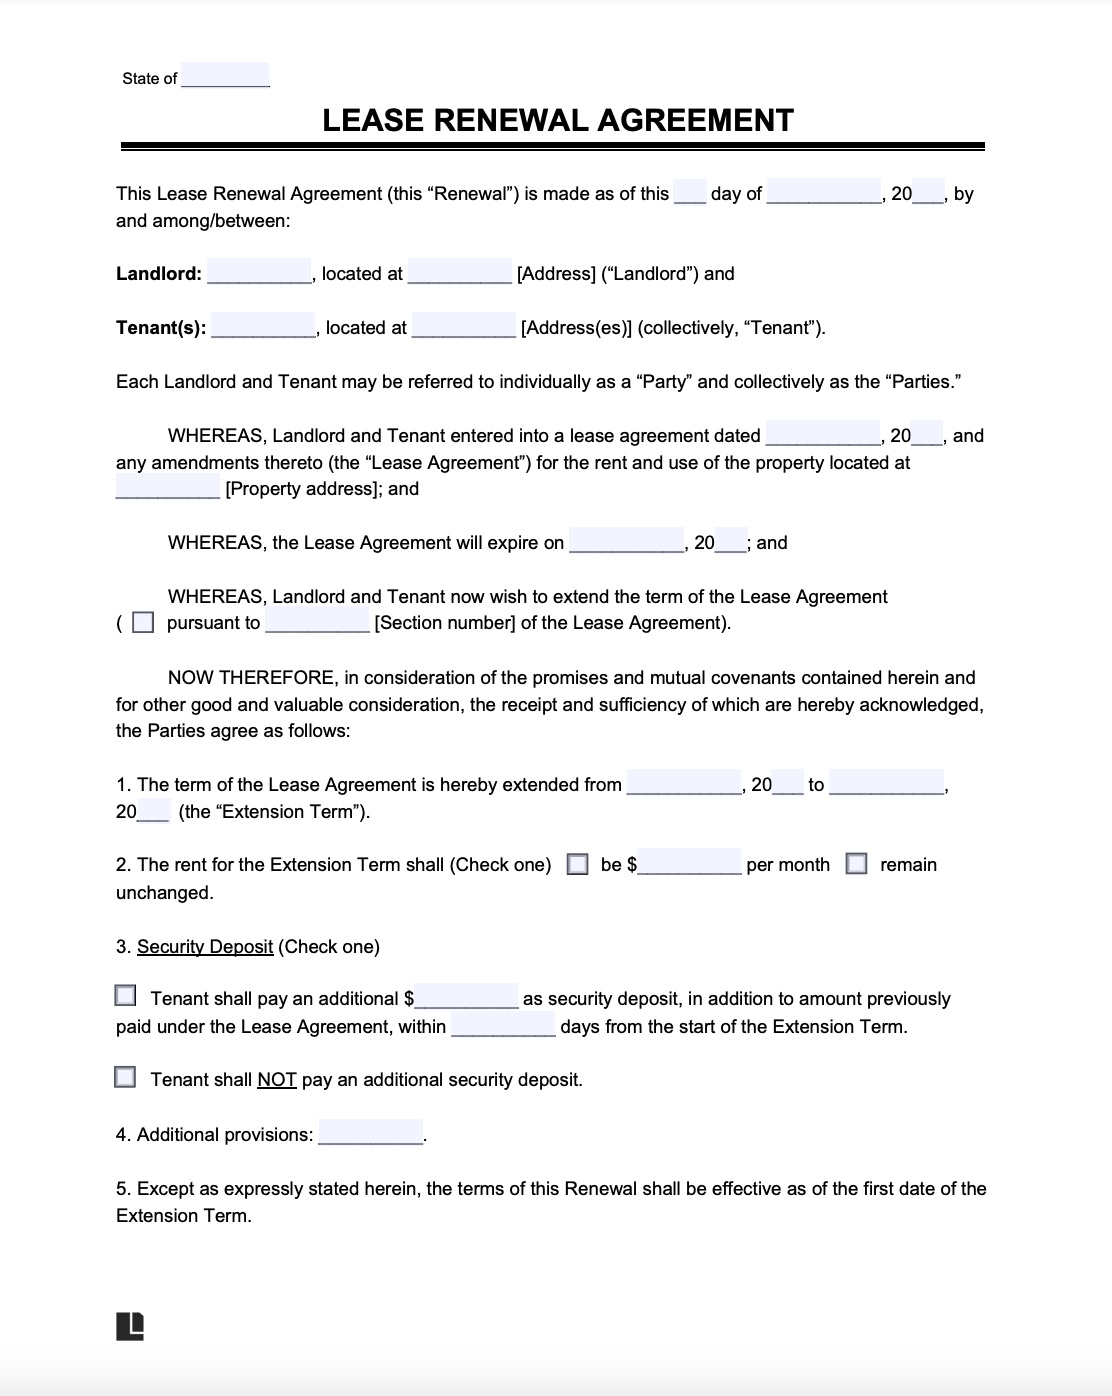 State of __________
LEASE RENEWAL AGREEMENT
This Lease Renewal Agreement (this “Renewal”) is made as of this ___ day of ___________, 20___, by
and among/between:
Landlord: __________, located at __________ [Address] (“Landlord”) and
Tenant(s): __________, located at __________ [Address(es)] (collectively, “Tenant”).
Each Landlord and Tenant may be referred to individually as a “Party” and collectively as the “Parties.”
WHEREAS, Landlord and Tenant entered into a lease agreement dated ___________, 20___, and
any amendments thereto (the “Lease Agreement”) for the rent and use of the property located at
__________ [Property address]; and
WHEREAS, the Lease Agreement will expire on ___________, 20___; and
WHEREAS, Landlord and Tenant now wish to extend the term of the Lease Agreement
( ☐ pursuant to __________ [Section number] of the Lease Agreement).
NOW THEREFORE, in consideration of the promises and mutual covenants contained herein and
for other good and valuable consideration, the receipt and sufficiency of which are hereby acknowledged,
the Parties agree as follows:
1. The term of the Lease Agreement is hereby extended from ___________, 20___ to ___________,
20___ (the “Extension Term”).
2. The rent for the Extension Term shall (Check one) ☐ be $__________ per month ☐ remain
unchanged.
3. Security Deposit (Check one)
☐ Tenant shall pay an additional $__________ as security deposit, in addition to amount previously
paid under the Lease Agreement, within __________ days from the start of the Extension Term.
☐ Tenant shall NOT pay an additional security deposit.
4. Additional provisions: __________.
5. Except as expressly stated herein, the terms of this Renewal shall be effective as of the first date of the
Extension Term.